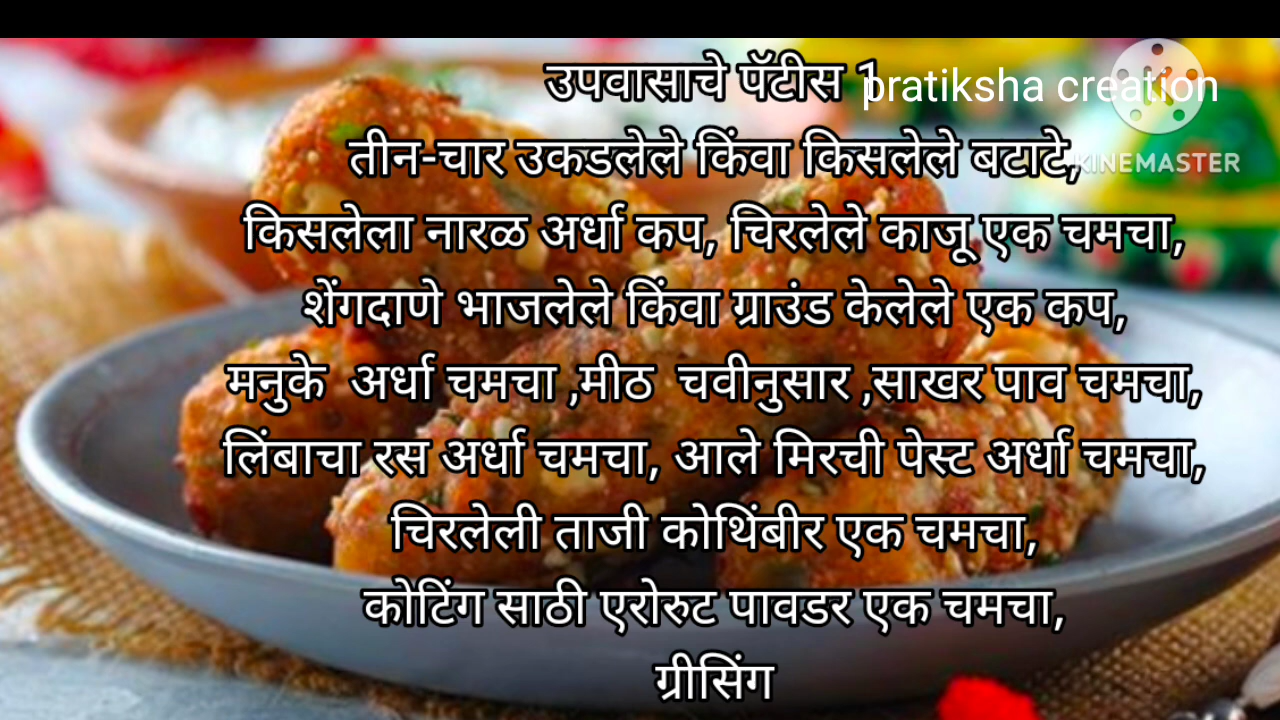 उपवासाचे पॅटीस 1
pratiksha creation
KINEMASTER
तीन-चार उकडलेले किंवा किसलेले बटाटे,
किसलेला नारळ अर्धा कप, चिरलेले काजू एक चमचा,
शेंगदाणे भाजलेले किंवा ग्राउंड केलेले एक कप,
मनुके अर्धा चमचा ,मीठ चवीनुसार ,साखर पाव चमचा,
लिंबाचा रस अर्धा चमचा, आले मिरची पेस्ट अर्धा चमचा,
चिरलेली ताजी कोथिंबीर एक चमचा,
कोटिंग साठी एरोरुट पावडर एक चमचा,
ग्रीसिंग